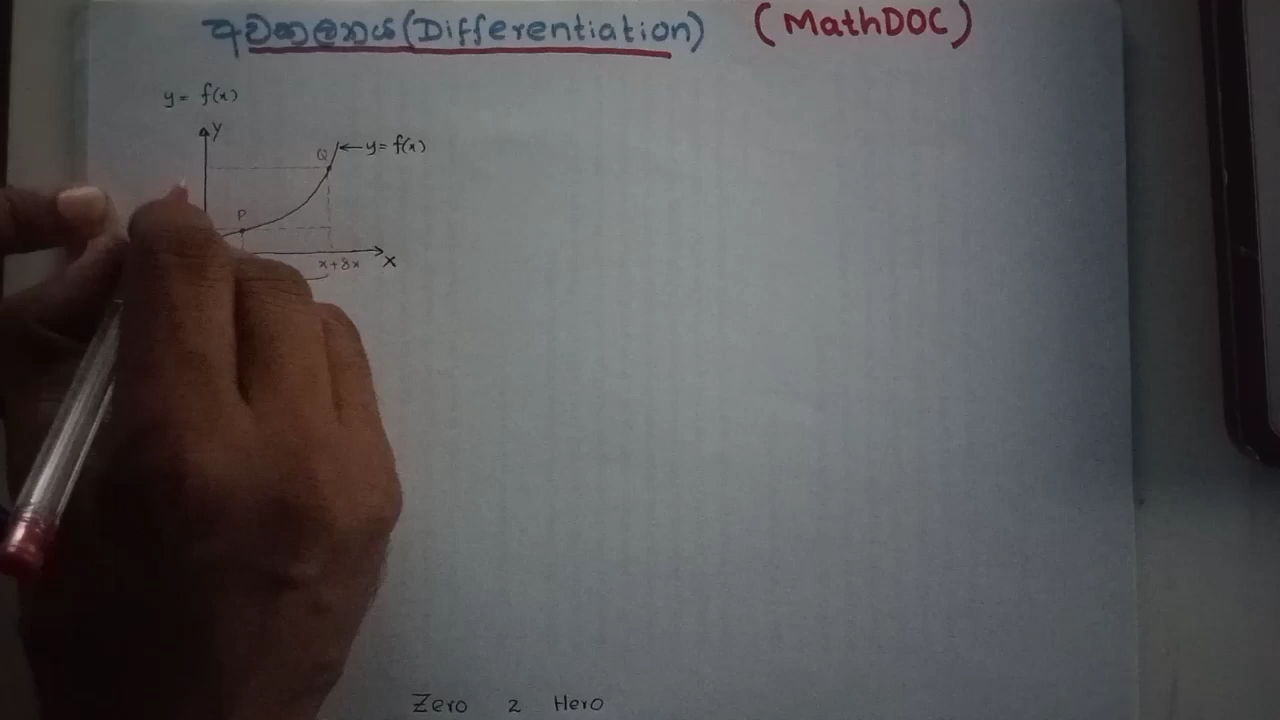 අවකලනය (Differentiation) (MathDOC)
y = f(x)
y
Q
y = f(x)
P
x+δx
x
Zero 2 Hero